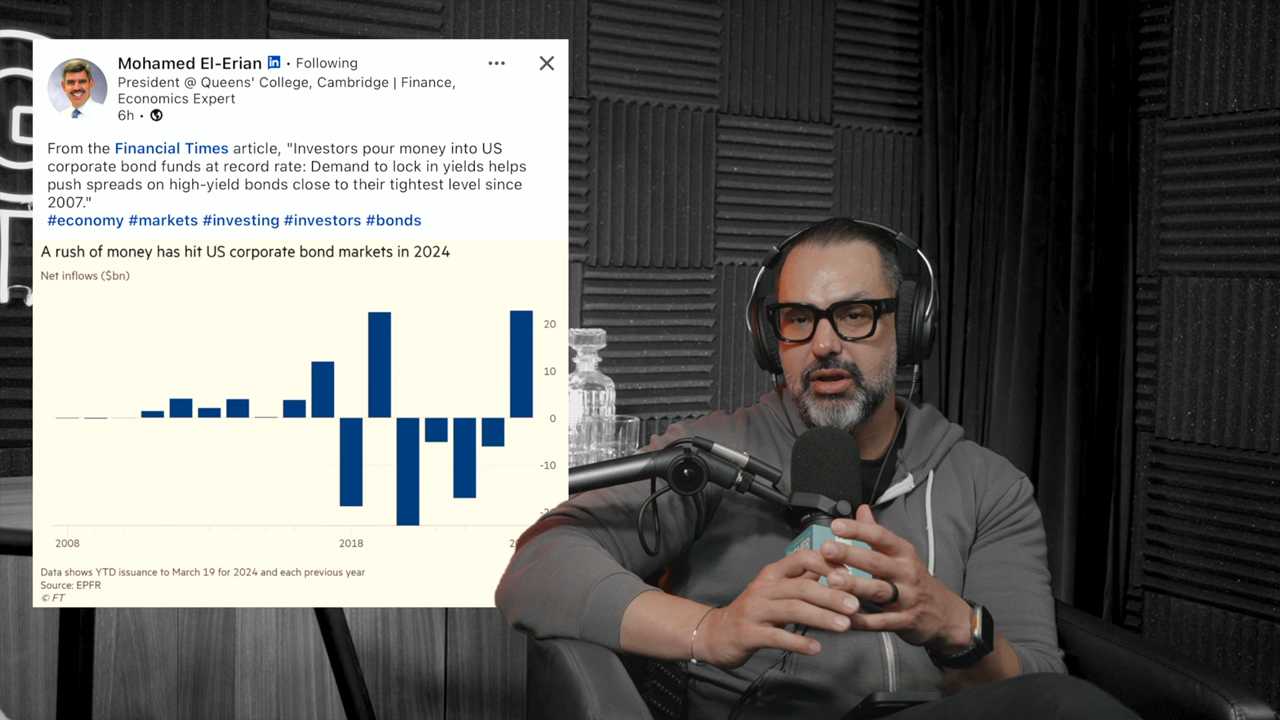 Mohamed El-Erian in • Following
President @ Queens' College, Cambridge | Finance,
Economics Expert
6h •
From the Financial Times article, "Investors pour money into US
corporate bond funds at record rate: Demand to lock in yields helps
push spreads on high-yield bonds close to their tightest level since
2007."
#economy #markets #investing #investors #bonds
A rush of money has hit US corporate bond markets in 2024
Net inflows ($bn)
20
10
0
-10
2008 2018
Data shows YTD issuance to March 19 for 2024 and each previous year
Source: EPFR
© FT